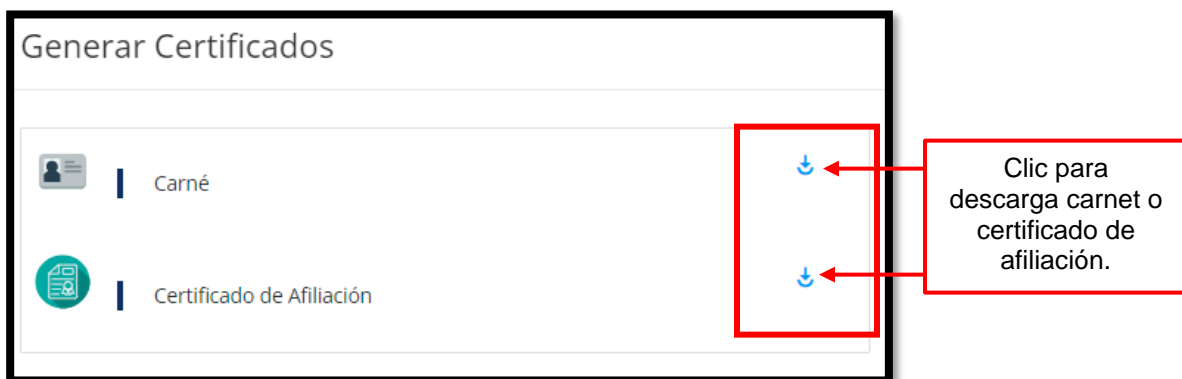 Generar Certificados
Carné
Clic para
descarga carnet o
certificado de
afiliación.
Certificado de Afiliación